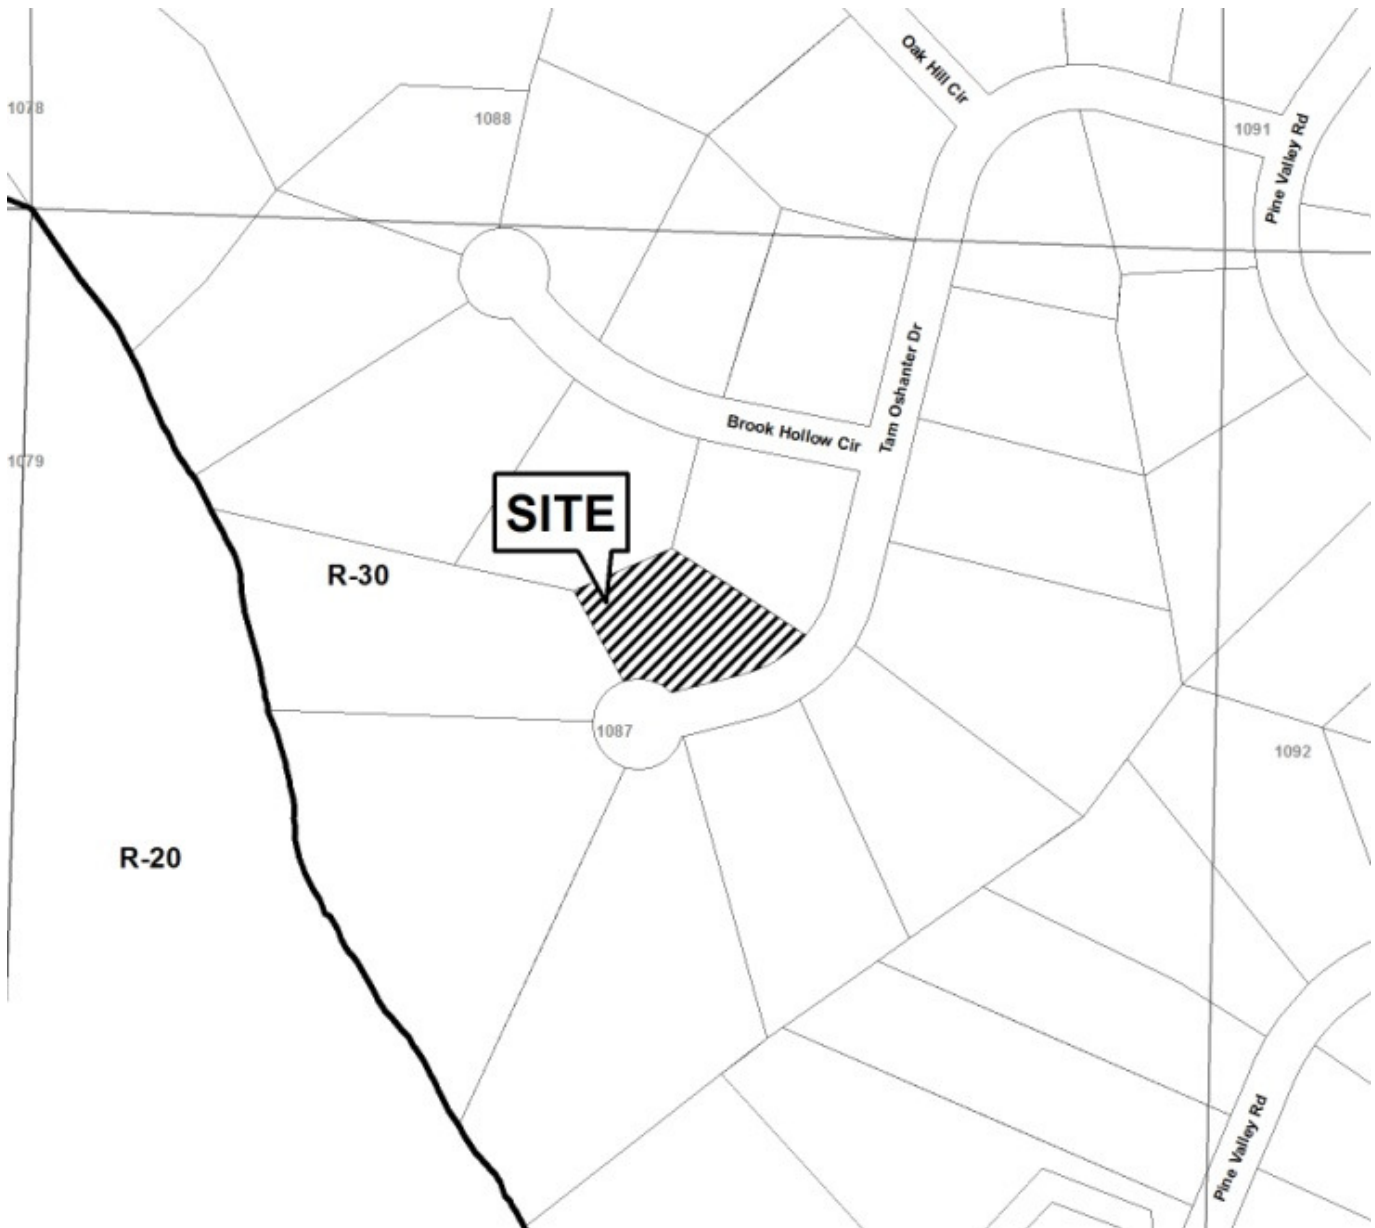 Oak Hill Cir
1078
1088
1091
Pine Valley Rd
Tam Oshanter Dr
Brook Hollow Cir
1079
SITE
R-30
1087
1092
R-20
Pine Valley Rd